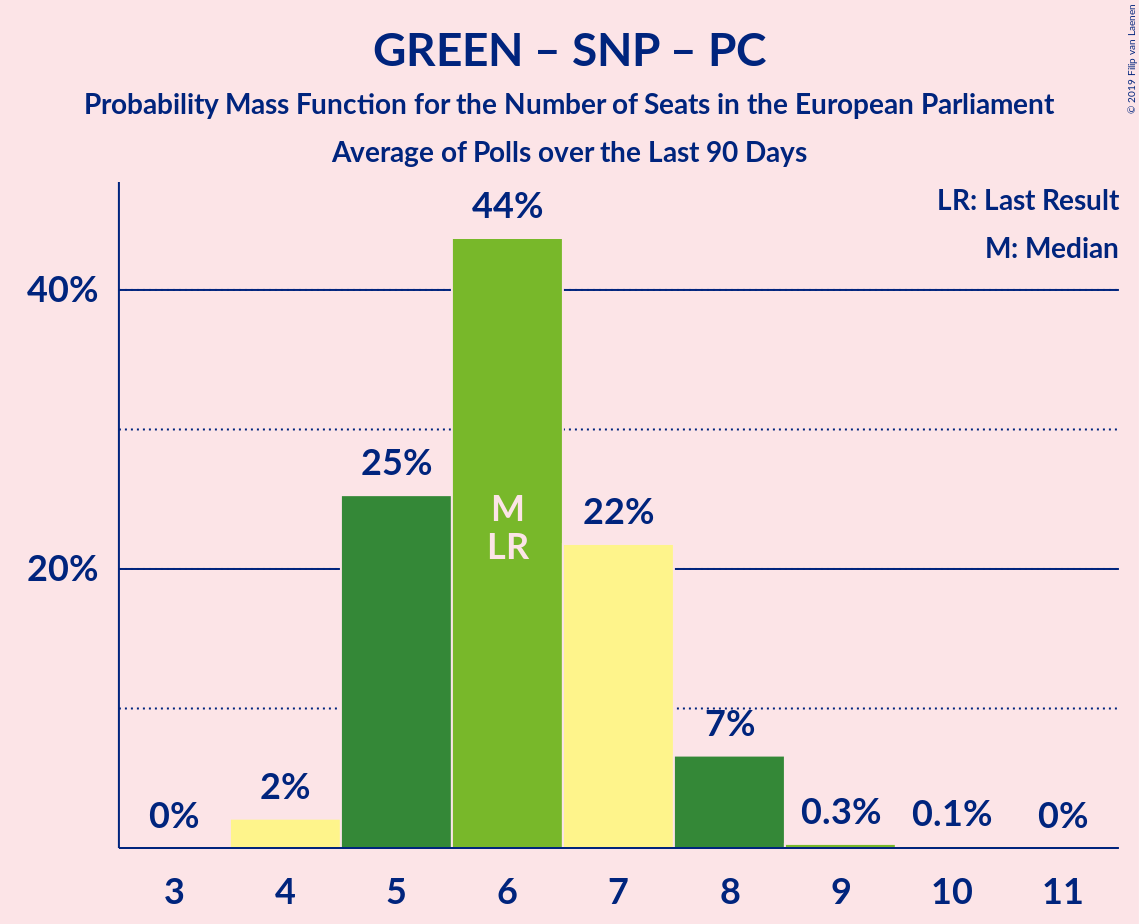 GREEN – SNP – PC
Probability Mass Function for the Number of Seats in the European Parliament
Average of Polls over the Last 90 Days
© 2019 Filip van Laenen
LR: Last Result
M: Median
40%
20%
0%
2%
25%
44%
22%
7%
0.3%
0.1%
0%
M
LR
3
4
5
6
7
8
9
10
11